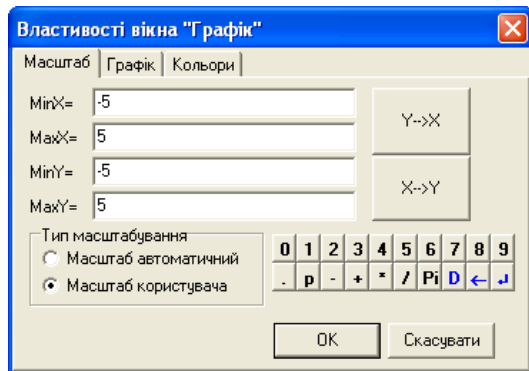 Властивості вікна "Графік"
Масштаб Графік Кольори
MinX= -5
MaxX= 5
Y-->X
MinY= -5
MaxY= 5
X-->Y
Тип масштабування
Масштаб автоматичний
Масштаб користувача
0 1 2 3 4 5 6 7 8 9
. p - + * / Pi D ← ↲
OK Скасувати